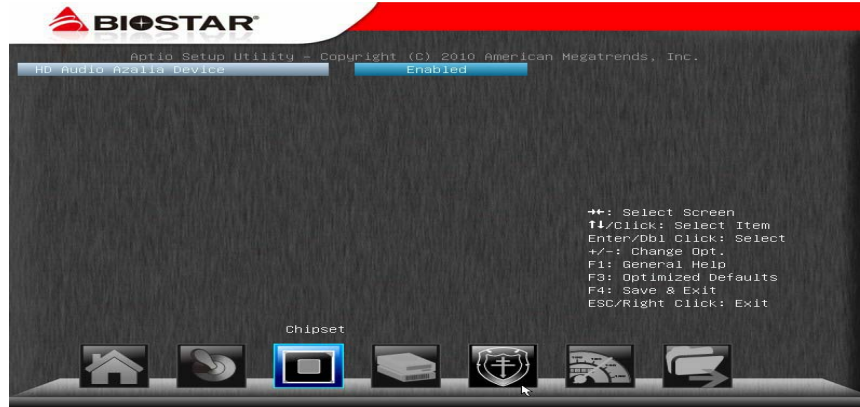 BIOSTAR®
Aptio Setup Utility - Copyright (C) 2010 American Megatrends, Inc.
HD Audio Azalia Device Enabled
→←: Select Screen
↑↓/Click: Select Item
Enter/Dbl Click: Select
+/-: Change Opt.
F1: General Help
F3: Optimized Defaults
F4: Save & Exit
ESC/Right Click: Exit
Chipset